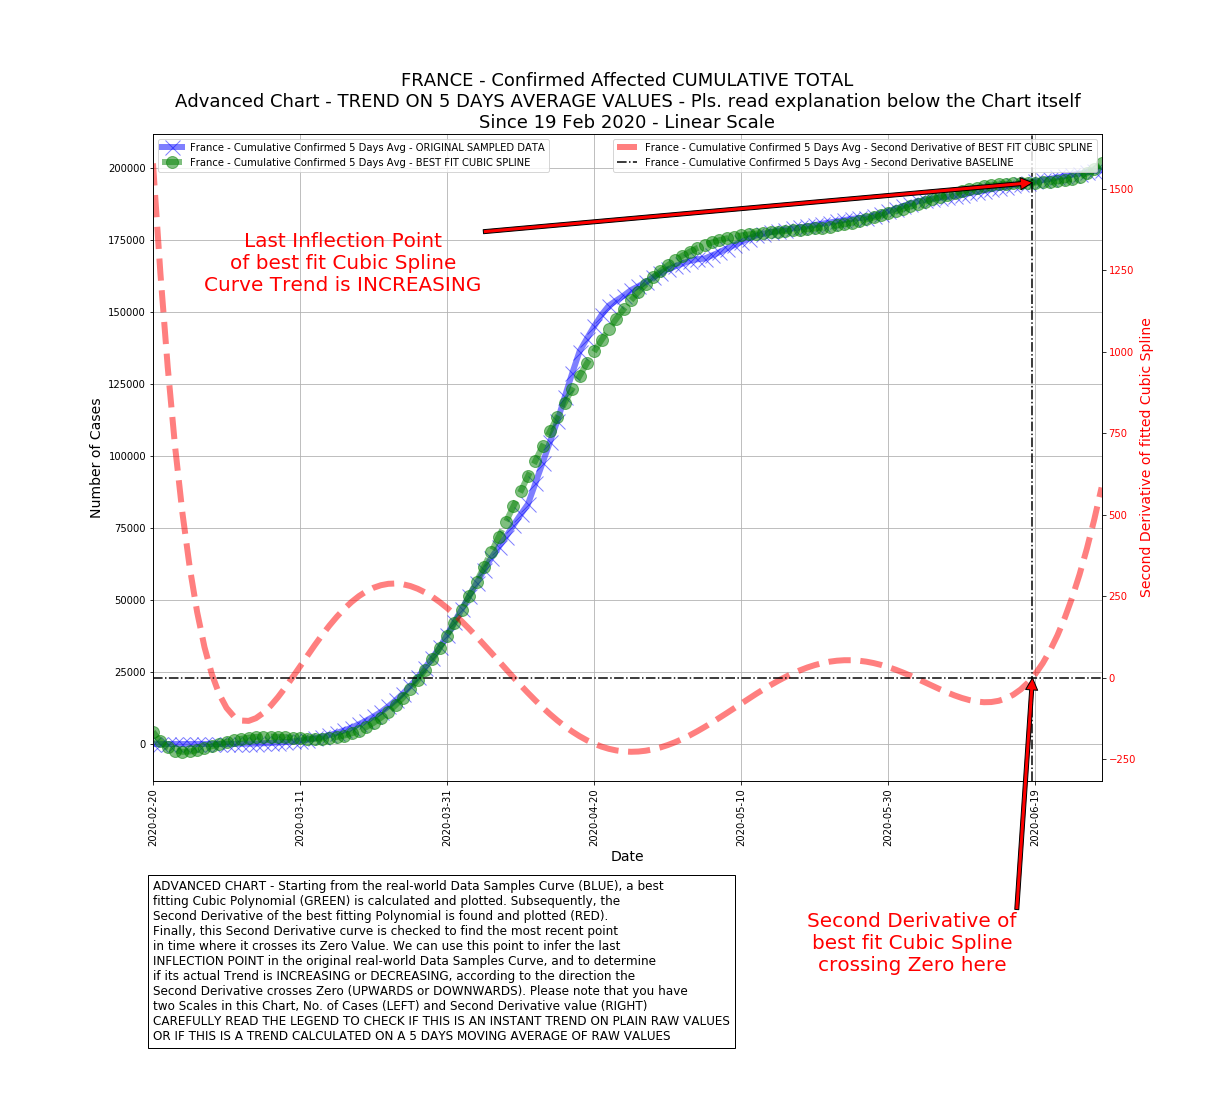 FRANCE - Confirmed Affected CUMULATIVE TOTAL
Advanced Chart - TREND ON 5 DAYS AVERAGE VALUES - Pls. read explanation below the Chart itself
Since 19 Feb 2020 - Linear Scale
France - Cumulative Confirmed 5 Days Avg - ORIGINAL SAMPLED DATA
France - Cumulative Confirmed 5 Days Avg - BEST FIT CUBIC SPLINE
France - Cumulative Confirmed 5 Days Avg - Second Derivative of BEST FIT CUBIC SPLINE
France - Cumulative Confirmed 5 Days Avg - Second Derivative BASELINE
Last Inflection Point
of best fit Cubic Spline
Curve Trend is INCREASING
Number of Cases
200000
175000
150000
125000
100000
75000
50000
25000
0
1500
1250
1000
750
500
250
0
−250
Second Derivative of fitted Cubic Spline
2020-02-20
2020-03-11
2020-03-31
2020-04-20
2020-05-10
2020-05-30
2020-06-19
Date
Second Derivative of
best fit Cubic Spline
crossing Zero here
ADVANCED CHART - Starting from the real-world Data Samples Curve (BLUE), a best
fitting Cubic Polynomial (GREEN) is calculated and plotted. Subsequently, the
Second Derivative of the best fitting Polynomial is found and plotted (RED).
Finally, this Second Derivative curve is checked to find the most recent point
in time where it crosses its Zero Value. We can use this point to infer the last
INFLECTION POINT in the original real-world Data Samples Curve, and to determine
if its actual Trend is INCREASING or DECREASING, according to the direction the
Second Derivative crosses Zero (UPWARDS or DOWNWARDS). Please note that you have
two Scales in this Chart, No. of Cases (LEFT) and Second Derivative value (RIGHT)
CAREFULLY READ THE LEGEND TO CHECK IF THIS IS AN INSTANT TREND ON PLAIN RAW VALUES
OR IF THIS IS A TREND CALCULATED ON A 5 DAYS MOVING AVERAGE OF RAW VALUES